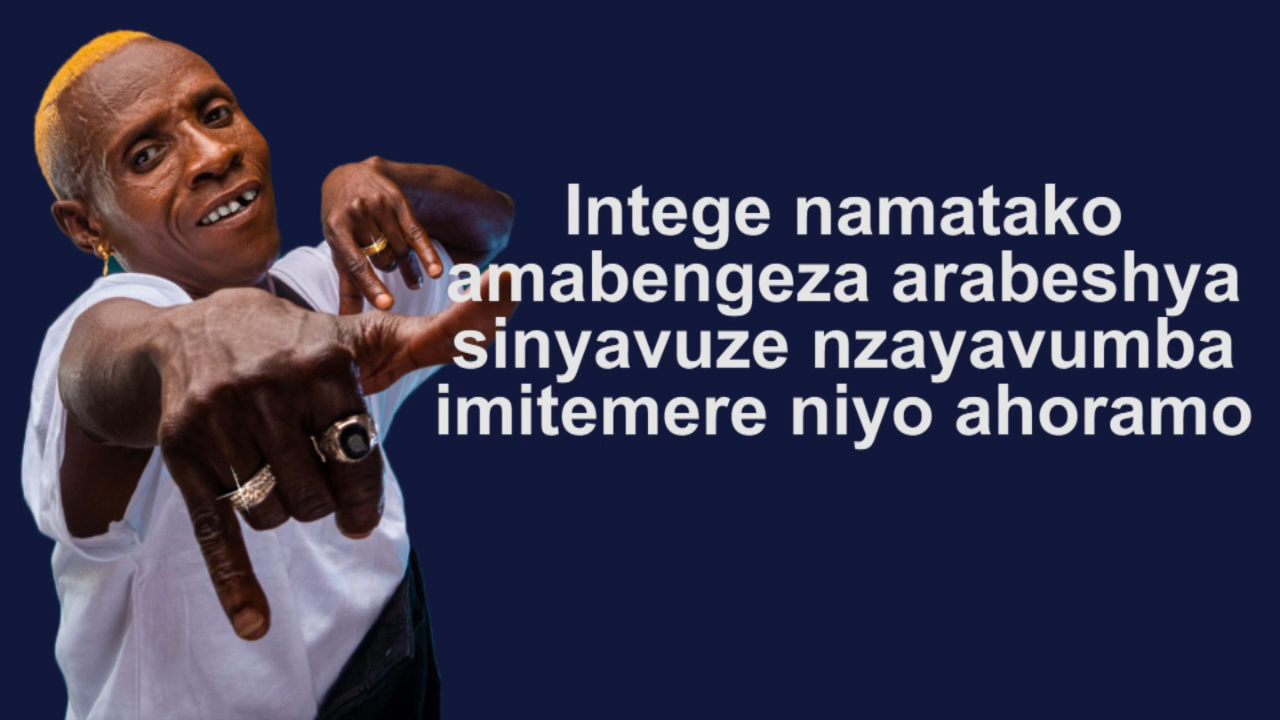 Intege namatako
amabengeza arabeshya
sinyavuze nzayavumba
imitemere niyo ahoramo